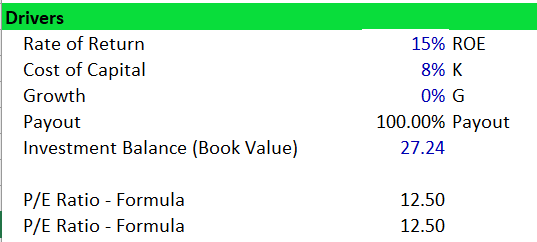 Drivers
Rate of Return 15% ROE
Cost of Capital 8% K
Growth 0% G
Payout 100.00% Payout
Investment Balance (Book Value) 27.24
P/E Ratio - Formula 12.50
P/E Ratio - Formula 12.50